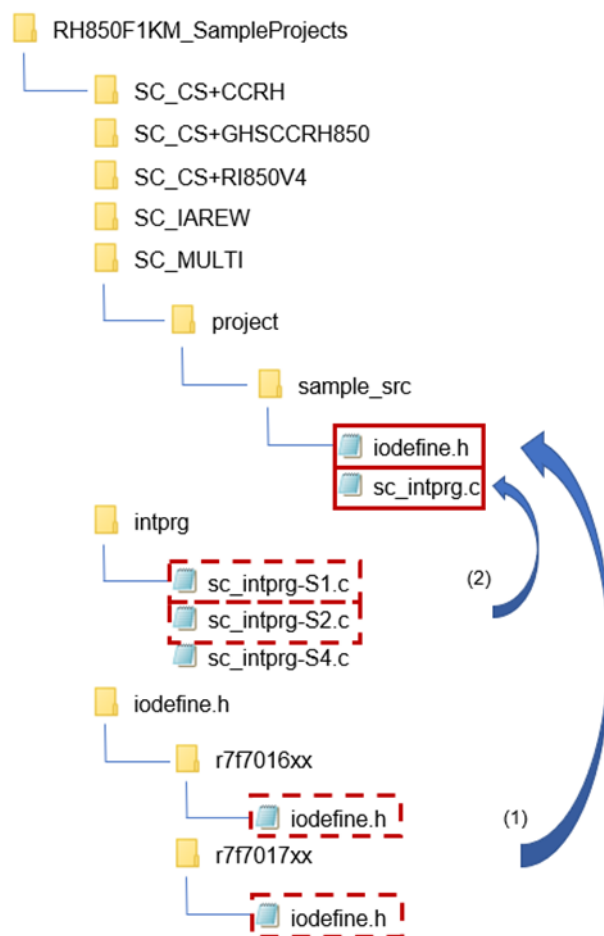 RH850F1KM_SampleProjects
SC_CS+CCRH
SC_CS+GHSCCRH850
SC_CS+RI850V4
SC_IAREW
SC_MULTI
project
sample_src
iodefine.h
sc_intprg.c
intprg
sc_intprg-S1.c
(2)
sc_intprg-S2.c
sc_intprg-S4.c
iodefine.h
r7f7016xx
iodefine.h
(1)
r7f7017xx
iodefine.h